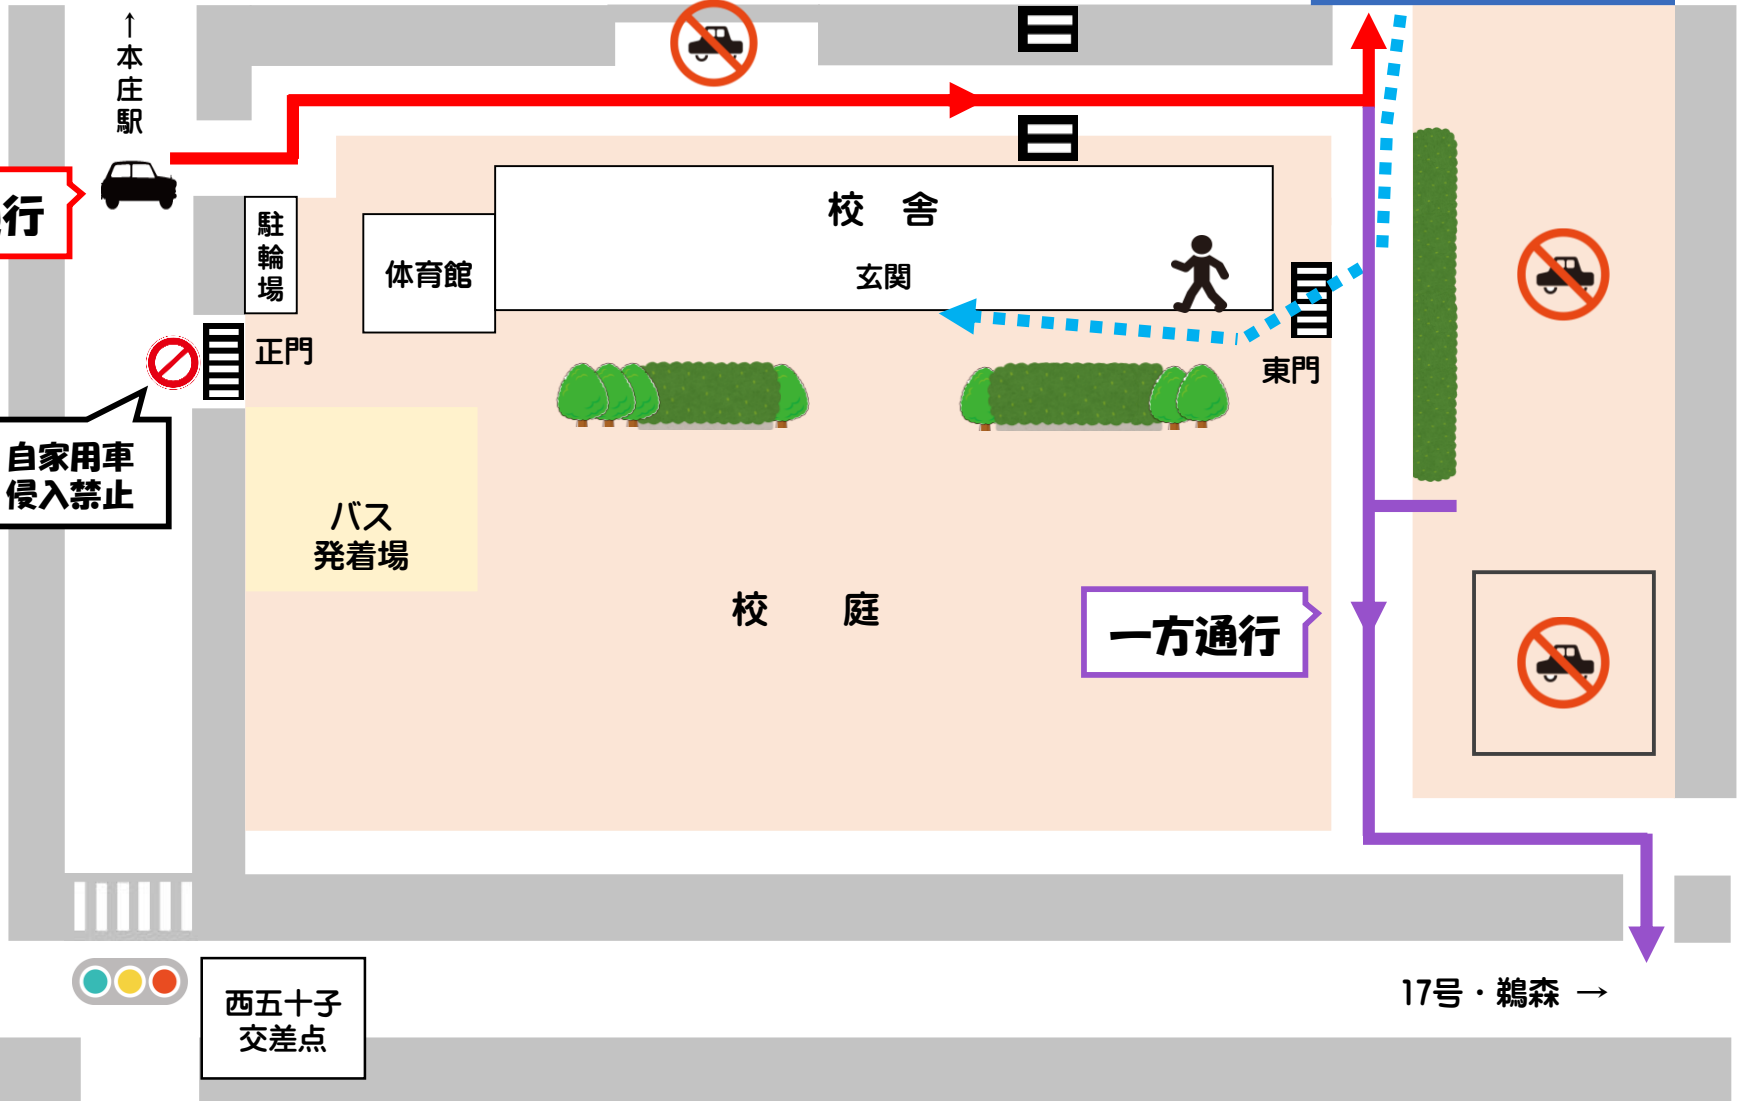 ↑本庄駅
行
校 舎
駐輪場
体育館
玄関
正門
東門
自家用車
侵入禁止
バス
発着場
校 庭
一方通行
西五十子
交差点
17号・鵜森 →